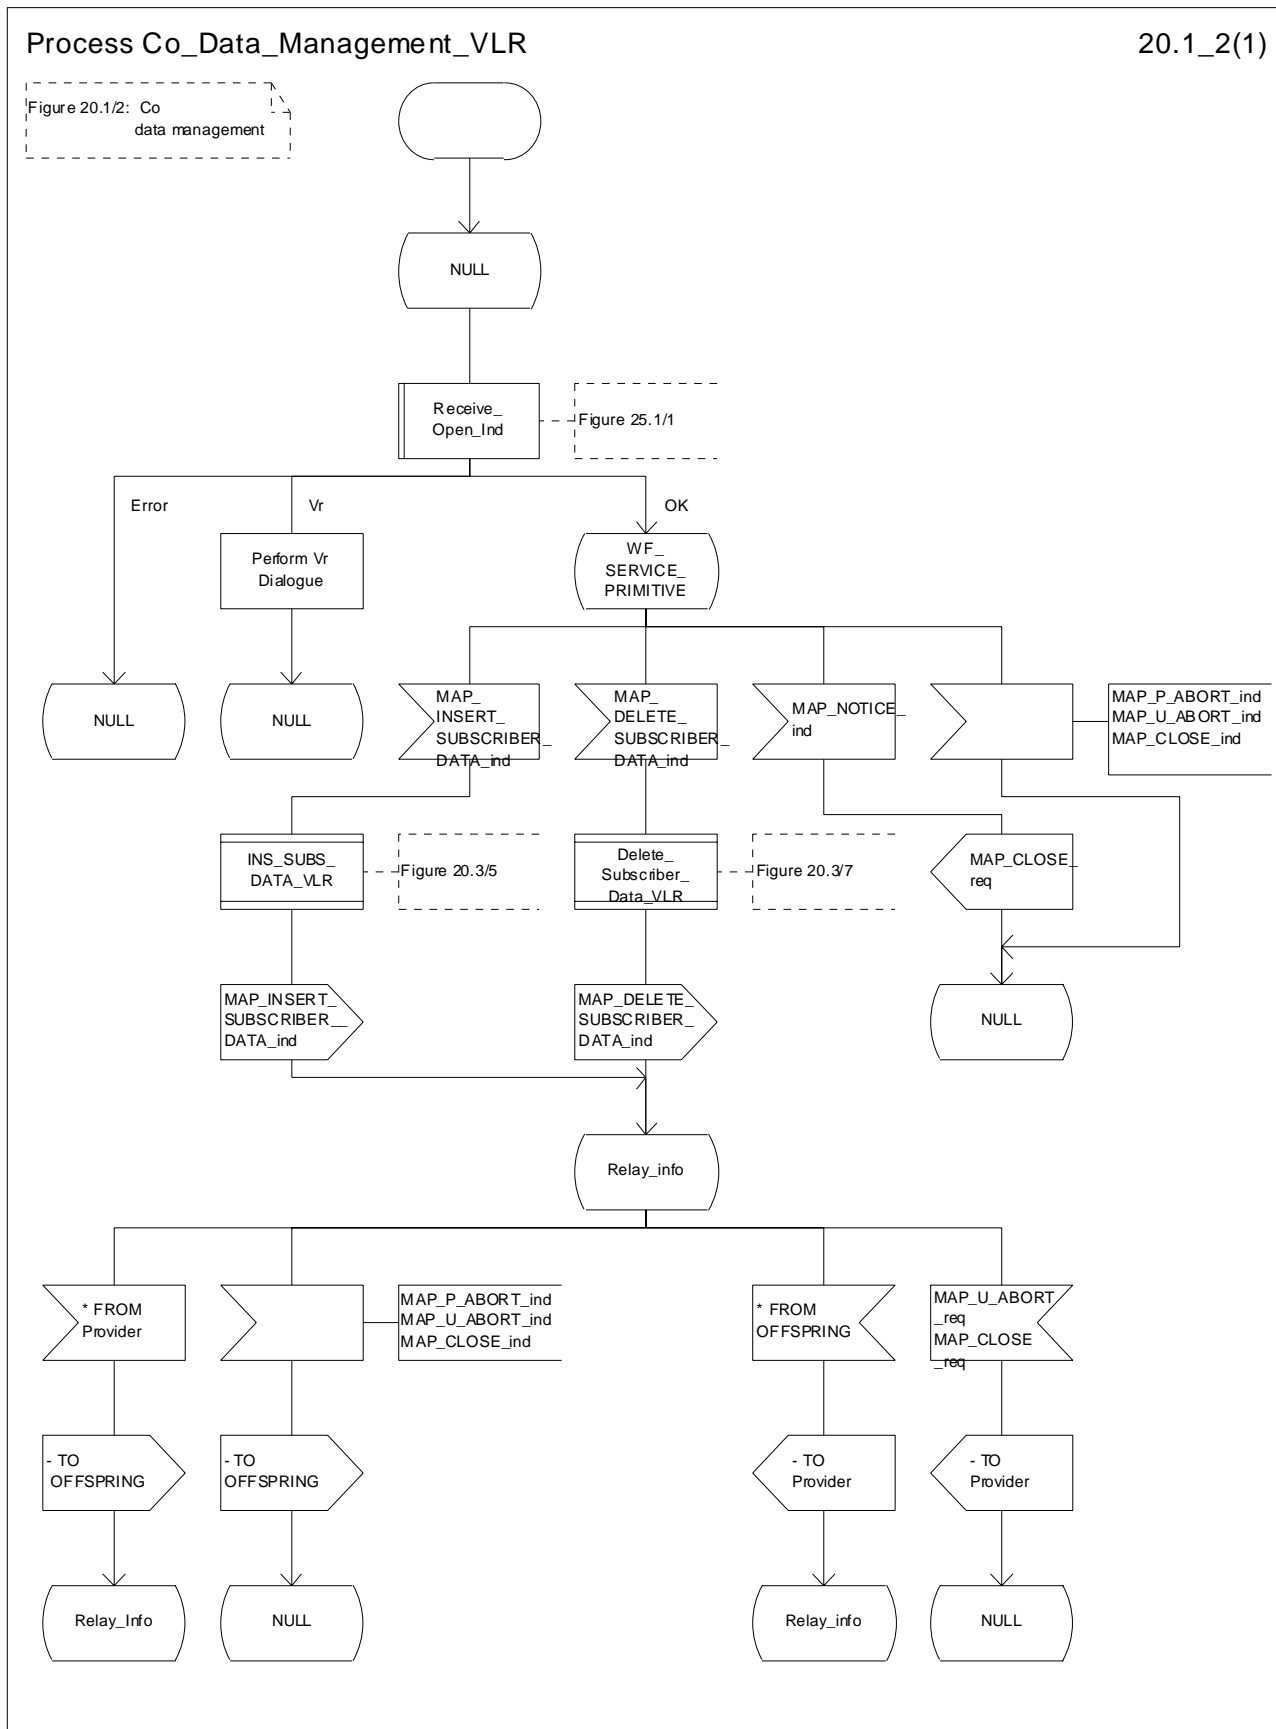 Process Co_Data_Management_VLR
20.1_2(1)
Figure 20.1/2: Co
data management
NULL
Receive_
Open_Ind
Figure 25.1/1
Error
Vr
OK
Perform Vr
Dialogue
WF_
SERVICE_
PRIMITIVE
NULL
NULL
MAP_
INSERT_
SUBSCRIBER_
DATA_ind
MAP_
DELETE_
SUBSCRIBER_
DATA_ind
MAP_NOTICE_
ind
MAP_P_ABORT_ind
MAP_U_ABORT_ind
MAP_CLOSE_ind
INS_SUBS_
DATA_VLR
Figure 20.3/5
Delete_
Subscriber_
Data_VLR
Figure 20.3/7
MAP_CLOSE_
req
MAP_INSERT_
SUBSCRIBER__
DATA_ind
MAP_DELETE_
SUBSCRIBER_
DATA_ind
NULL
Relay_info
* FROM
Provider
MAP_P_ABORT_ind
MAP_U_ABORT_ind
MAP_CLOSE_ind
* FROM
OFFSPRING
MAP_U_ABORT
_req
MAP_CLOSE
_req
- TO
OFFSPRING
- TO
OFFSPRING
- TO
Provider
- TO
Provider
Relay_Info
NULL
Relay_info
NULL